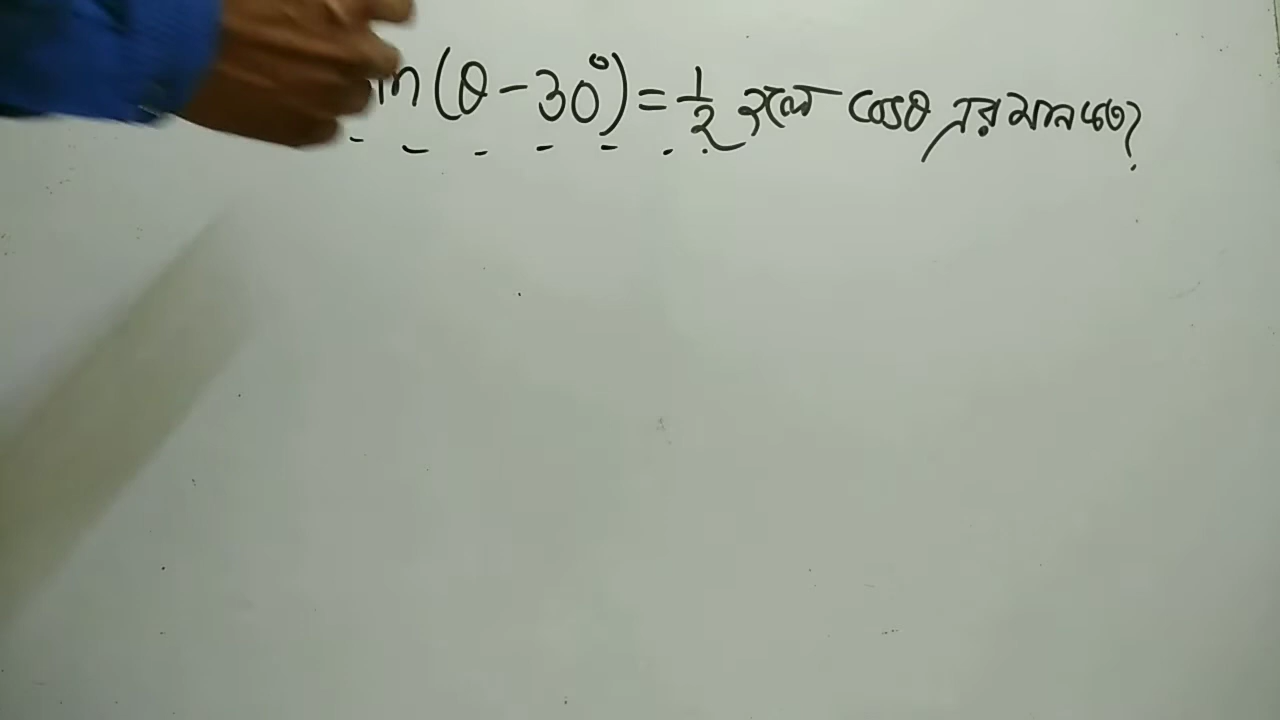 in(θ-30°)=1/2 হলে cosθ এর মান কত?